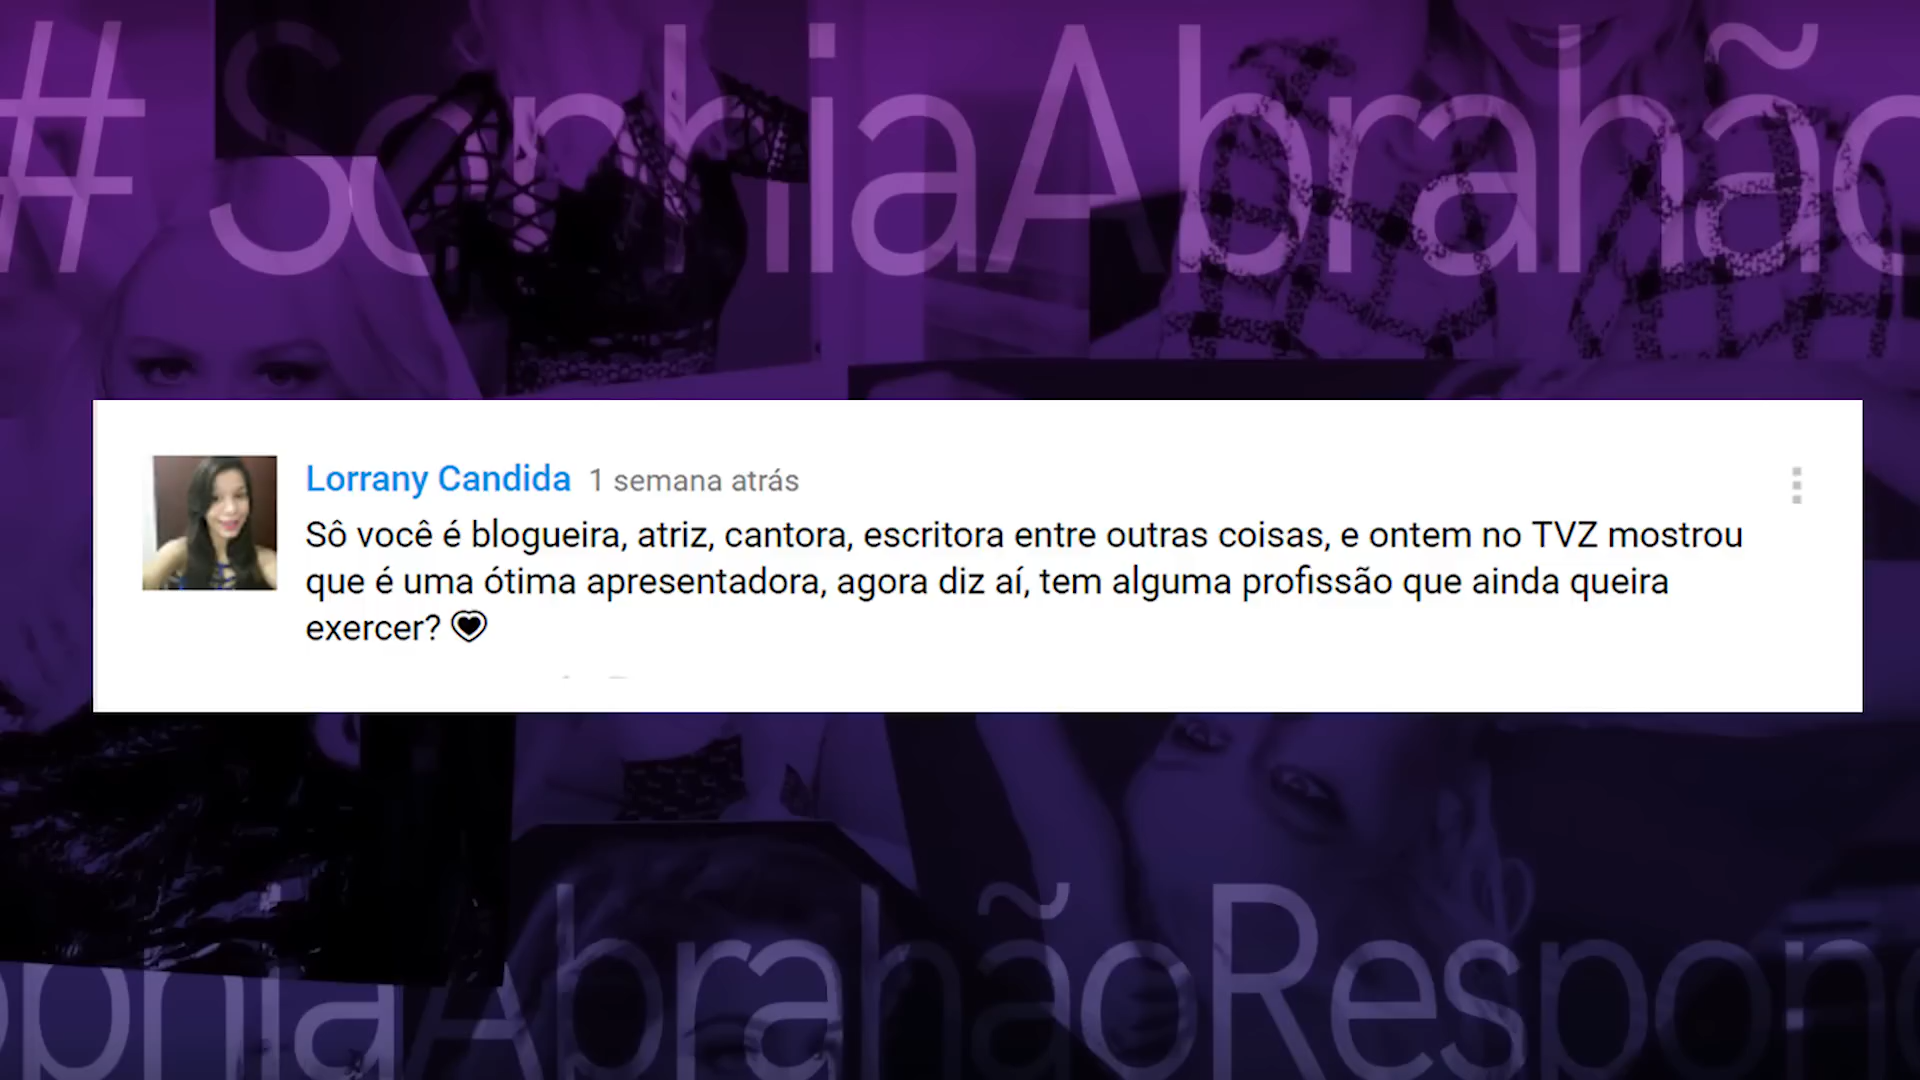 # SophiaAbrahão
Lorrany Candida 1 semana atrás
Sô você é blogueira, atriz, cantora, escritora entre outras coisas, e ontem no TVZ mostrou
que é uma ótima apresentadora, agora diz aí, tem alguma profissão que ainda queira
exercer? 💟
ophiaAbrahãoRespond